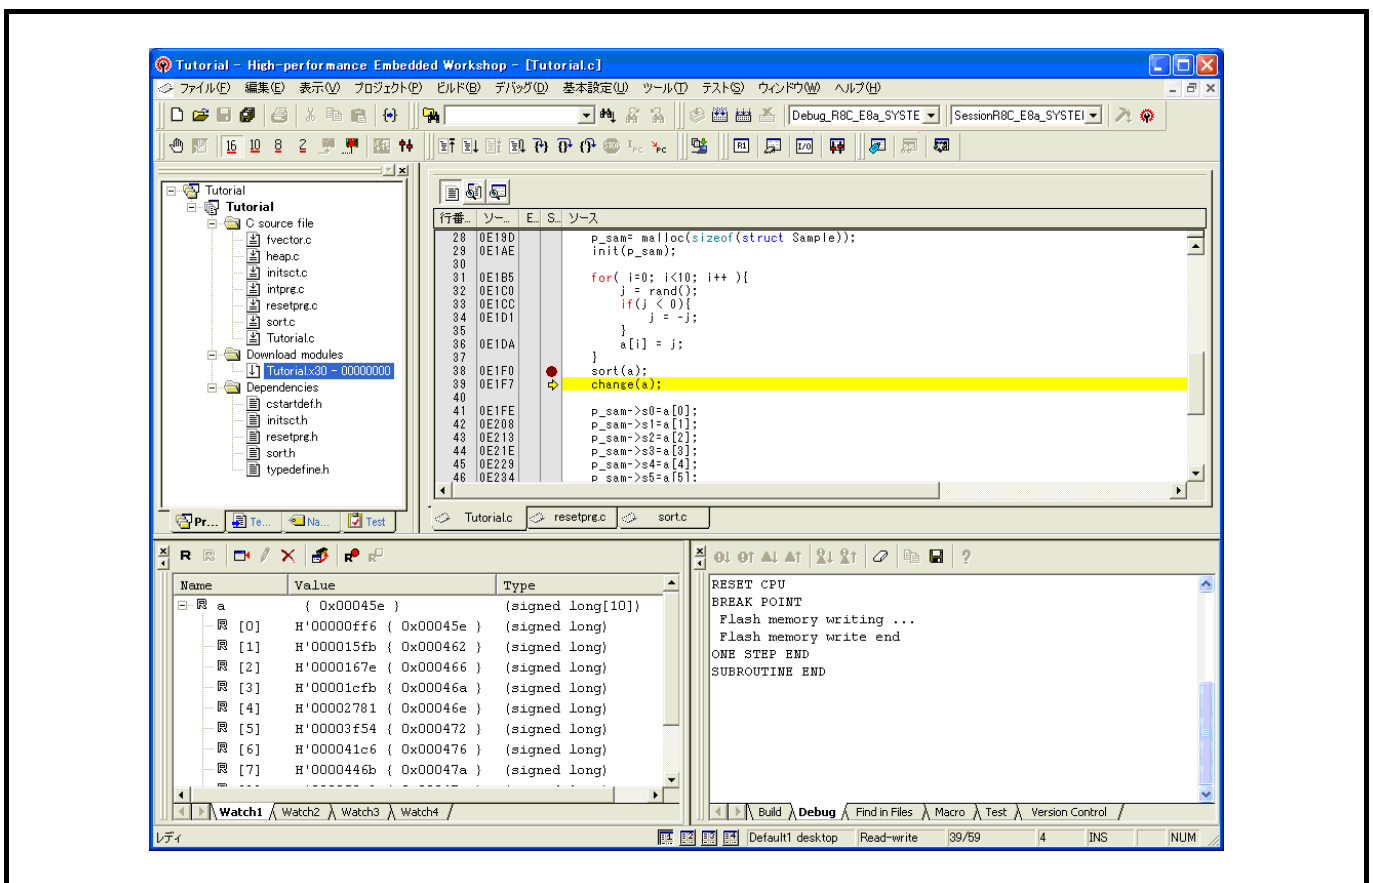 Tutorial - High-performance Embedded Workshop - [Tutorial.c]
ファイル(F) 編集(E) 表示(V) プロジェクト(P) ビルド(B) デバッグ(D) 基本設定(U) ツール(T) テスト(S) ウィンドウ(W) ヘルプ(H)
Debug_R8C_E8a_SYSTE SessionR8C_E8a_SYSTEI
16 10 8 2
Tutorial
Tutorial
C source file
fvector.c
heap.c
initsct.c
intprg.c
resetprg.c
sort.c
Tutorial.c
Download modules
Tutorial.x30 - 00000000
Dependencies
cstartdef.h
initsct.h
resetprg.h
sort.h
typedefine.h
Pr... Te... Na... Test
行番... ソー... E.. S.. ソース
28 0E19D p_sam= malloc(sizeof(struct Sample));
29 0E1AE init(p_sam);
30
31 0E1B5 for( i=0; i<10; i++ ){
32 0E1C0 j = rand();
33 0E1CC if(j < 0){
34 0E1D1 j = -j;
35 }
36 0E1DA a[i] = j;
37 }
38 0E1F0 sort(a);
39 0E1F7 change(a);
40
41 0E1FE p_sam->s0=a[0];
42 0E208 p_sam->s1=a[1];
43 0E213 p_sam->s2=a[2];
44 0E21E p_sam->s3=a[3];
45 0E229 p_sam->s4=a[4];
46 0E234 p_sam->s5=a[5];
Tutorial.c resetprg.c sort.c
Name Value Type
a { 0x00045e } (signed long[10])
[0] H'00000ff6 { 0x00045e } (signed long)
[1] H'000015fb { 0x000462 } (signed long)
[2] H'0000167e { 0x000466 } (signed long)
[3] H'00001cfb { 0x00046a } (signed long)
[4] H'00002781 { 0x00046e } (signed long)
[5] H'00003f54 { 0x000472 } (signed long)
[6] H'000041c6 { 0x000476 } (signed long)
[7] H'0000446b { 0x00047a } (signed long)
Watch1 Watch2 Watch3 Watch4
RESET CPU
BREAK POINT
Flash memory writing ...
Flash memory write end
ONE STEP END
SUBROUTINE END
Build Debug Find in Files Macro Test Version Control
レディ Default1 desktop Read-write 39/59 4 INS NUM